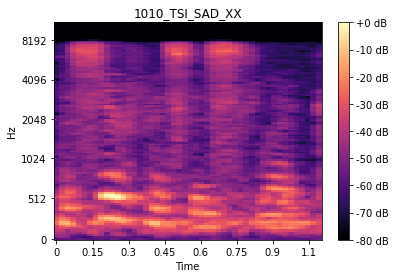 1010_TSI_SAD_XX
+0 dB
8192
-10 dB
4096
-20 dB
-30 dB
2048
Hz
-40 dB
1024
-50 dB
512
-60 dB
-70 dB
0
-80 dB
0 0.15 0.3 0.45 0.6 0.75 0.9 1.1
Time